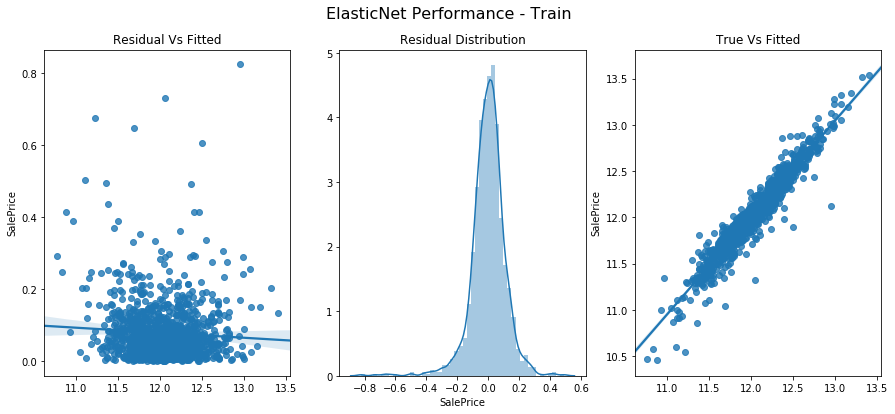 ElasticNet Performance - Train
Residual Vs Fitted
Residual Distribution
True Vs Fitted
SalePrice
0.8
0.6
0.4
0.2
0.0
11.0 11.5 12.0 12.5 13.0 13.5
5
4
3
2
1
0
−0.8 −0.6 −0.4 −0.2 0.0 0.2 0.4 0.6
SalePrice
SalePrice
13.5
13.0
12.5
12.0
11.5
11.0
10.5
11.0 11.5 12.0 12.5 13.0 13.5